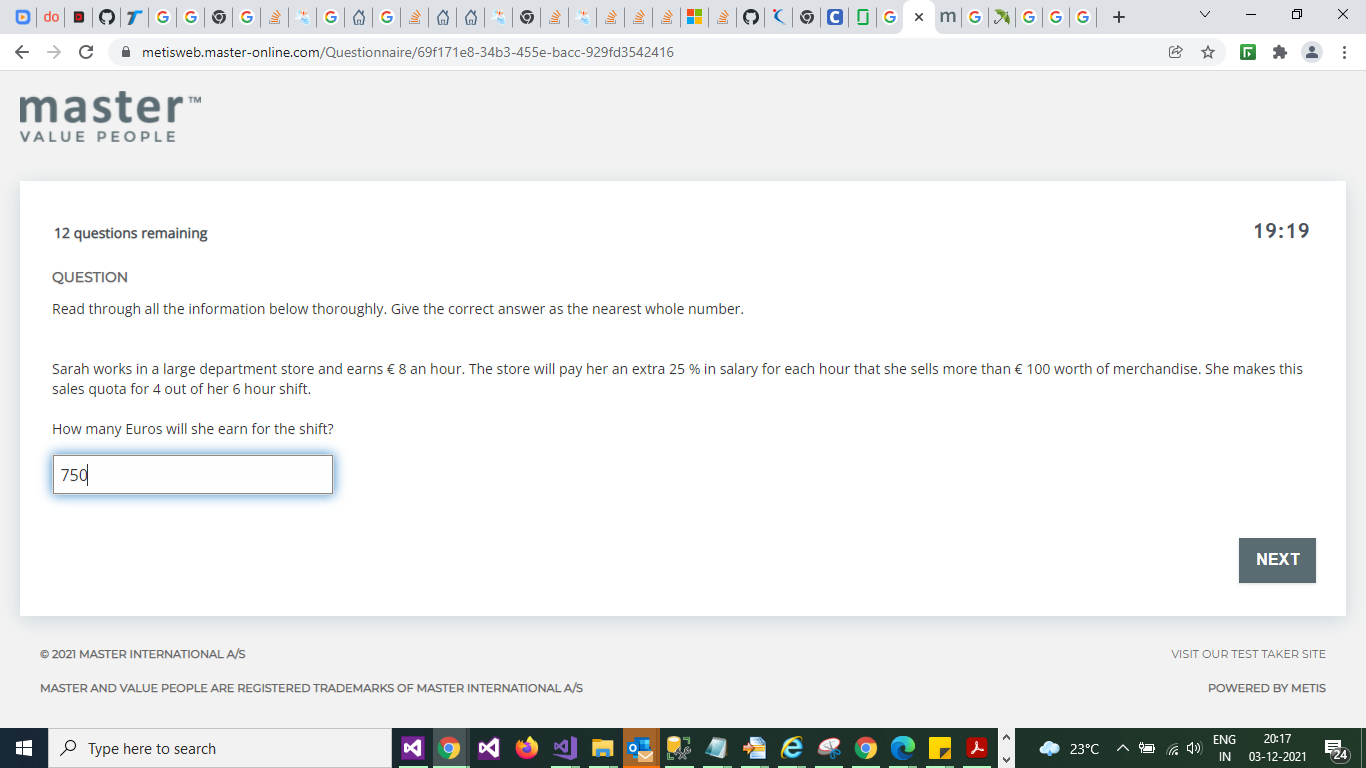 do
metisweb.master-online.com/Questionnaire/69f171e8-34b3-455e-bacc-929fd3542416
master™
VALUE PEOPLE
12 questions remaining
19:19
QUESTION
Read through all the information below thoroughly. Give the correct answer as the nearest whole number.
Sarah works in a large department store and earns € 8 an hour. The store will pay her an extra 25 % in salary for each hour that she sells more than € 100 worth of merchandise. She makes this
sales quota for 4 out of her 6 hour shift.
How many Euros will she earn for the shift?
750
NEXT
© 2021 MASTER INTERNATIONAL A/S
VISIT OUR TEST TAKER SITE
MASTER AND VALUE PEOPLE ARE REGISTERED TRADEMARKS OF MASTER INTERNATIONAL A/S
POWERED BY METIS
Type here to search
23°C
ENG
IN
20:17
03-12-2021
24